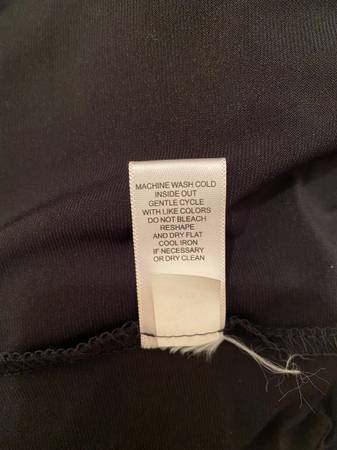 MACHINE WASH COLD
INSIDE OUT
GENTLE CYCLE
WITH LIKE COLORS
DO NOT BLEACH
RESHAPE
AND DRY FLAT
COOL IRON
IF NECESSARY
OR DRY CLEAN